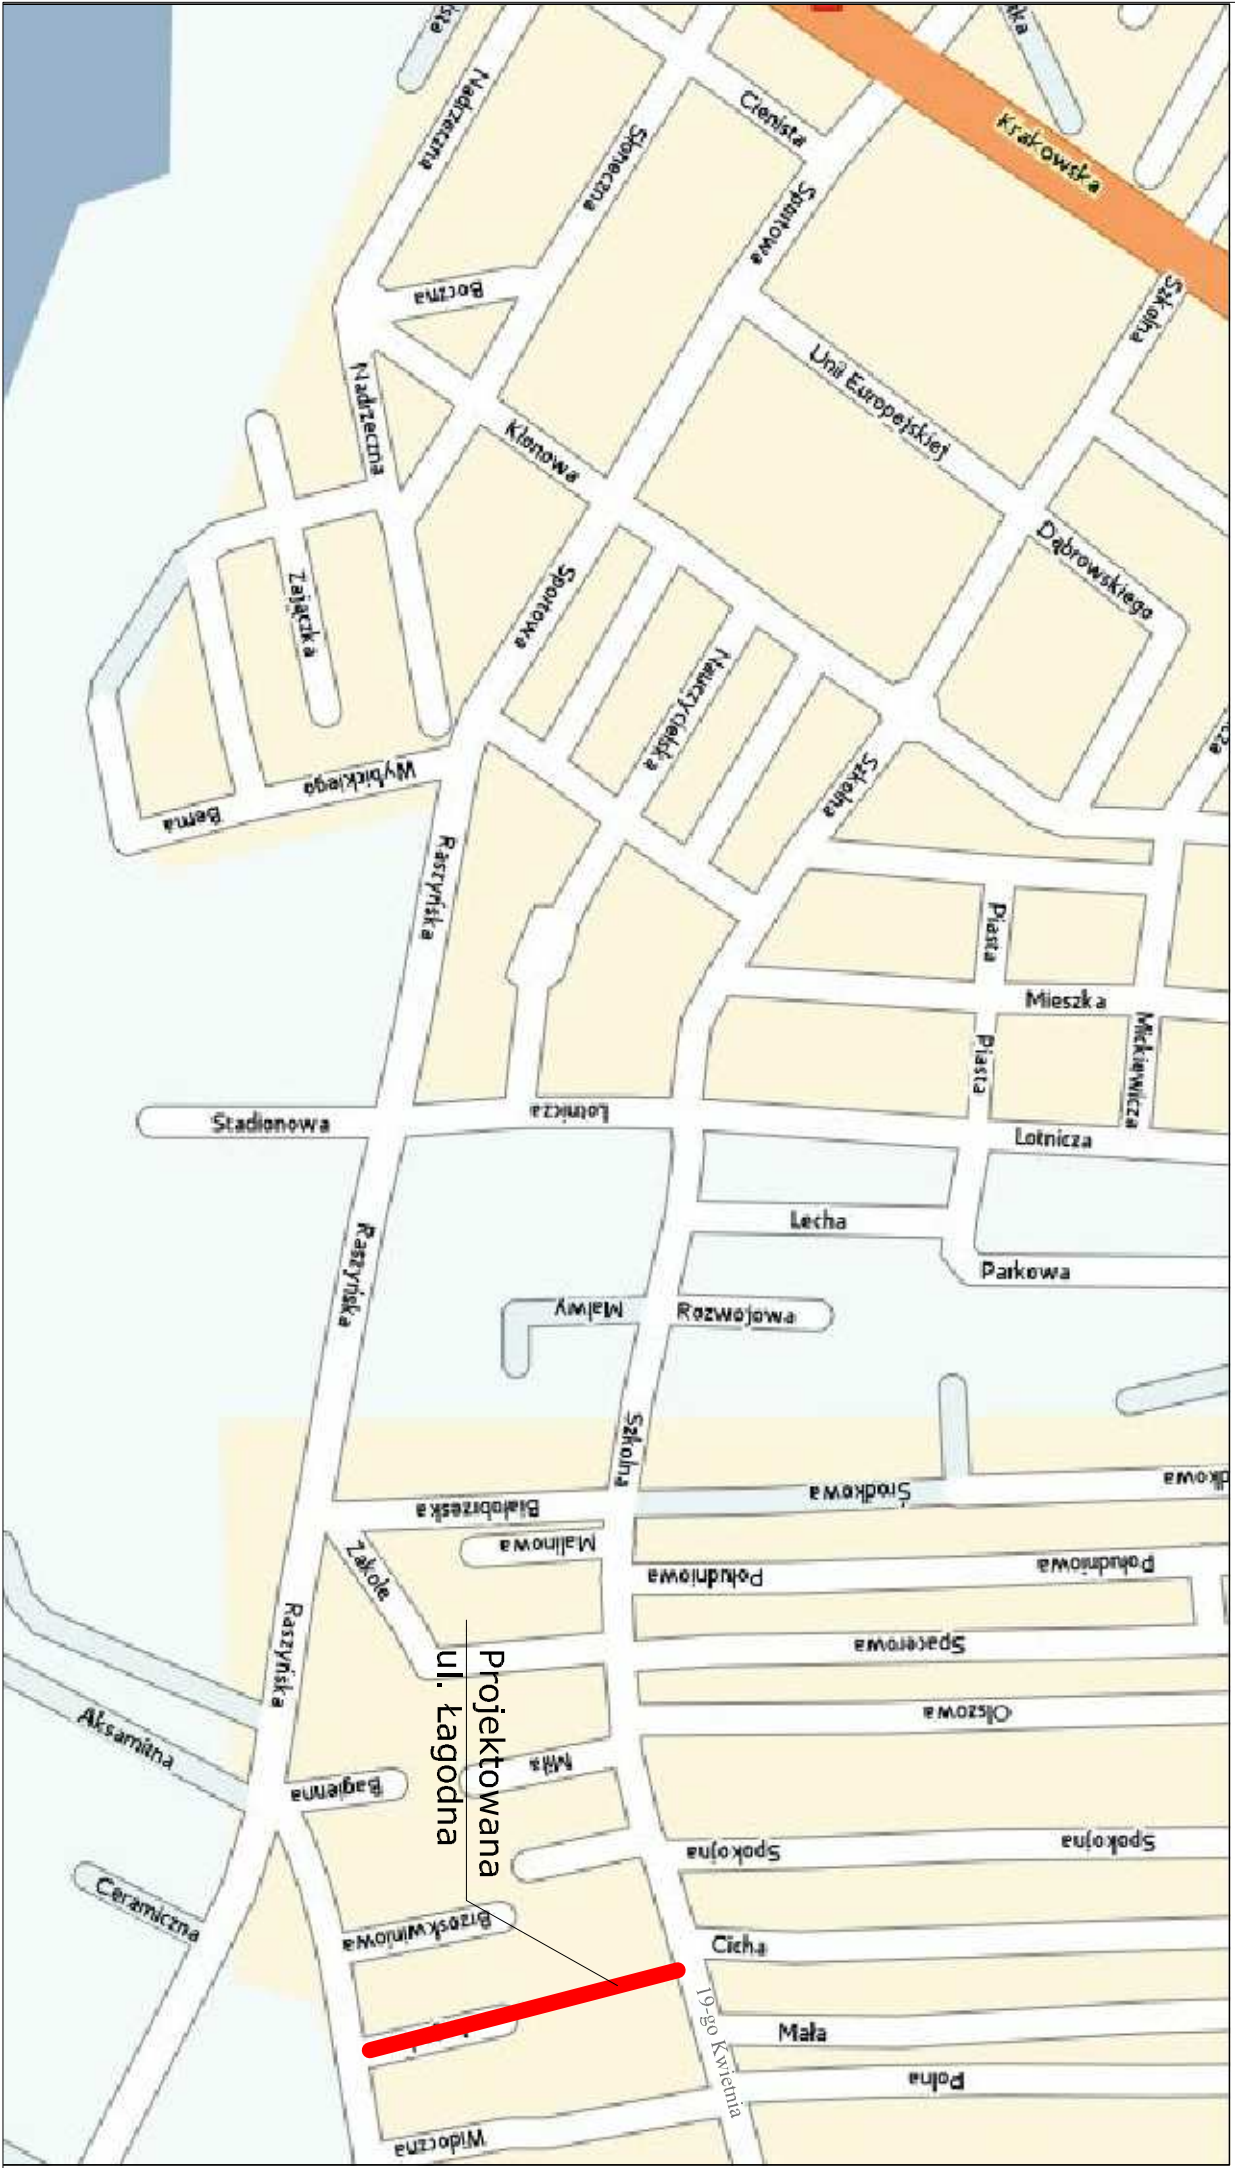 Nadrzeczna
Słoneczna
Cienista
Krakowska
Sportowa
Boczna
Szkolna
Unii Europejskiej
Nadrzeczna
Klonowa
Dąbrowskiego
Zajączka
Sportowa
Nauczycielska
Wybickiego
Szkolna
Bema
Raszyńska
Piasta
Mieszka
Piasta
Mickiewicza
Stadionowa
Lotnicza
Lotnicza
Lecha
Raszyńska
Parkowa
Malwy
Rozwojowa
Szkolna
Środkowa
Białobrzeska
Malinowa
Południowa
Południowa
Zakole
Spacerowa
Raszyńska
Projektowana
ul. Łagodna
Olszowa
Aksamitna
Miła
Bagienna
Spokojna
Spokojna
Ceramiczna
Brzoskwiniowa
Cicha
19-go Kwietnia
Mała
Polna
Widoczna